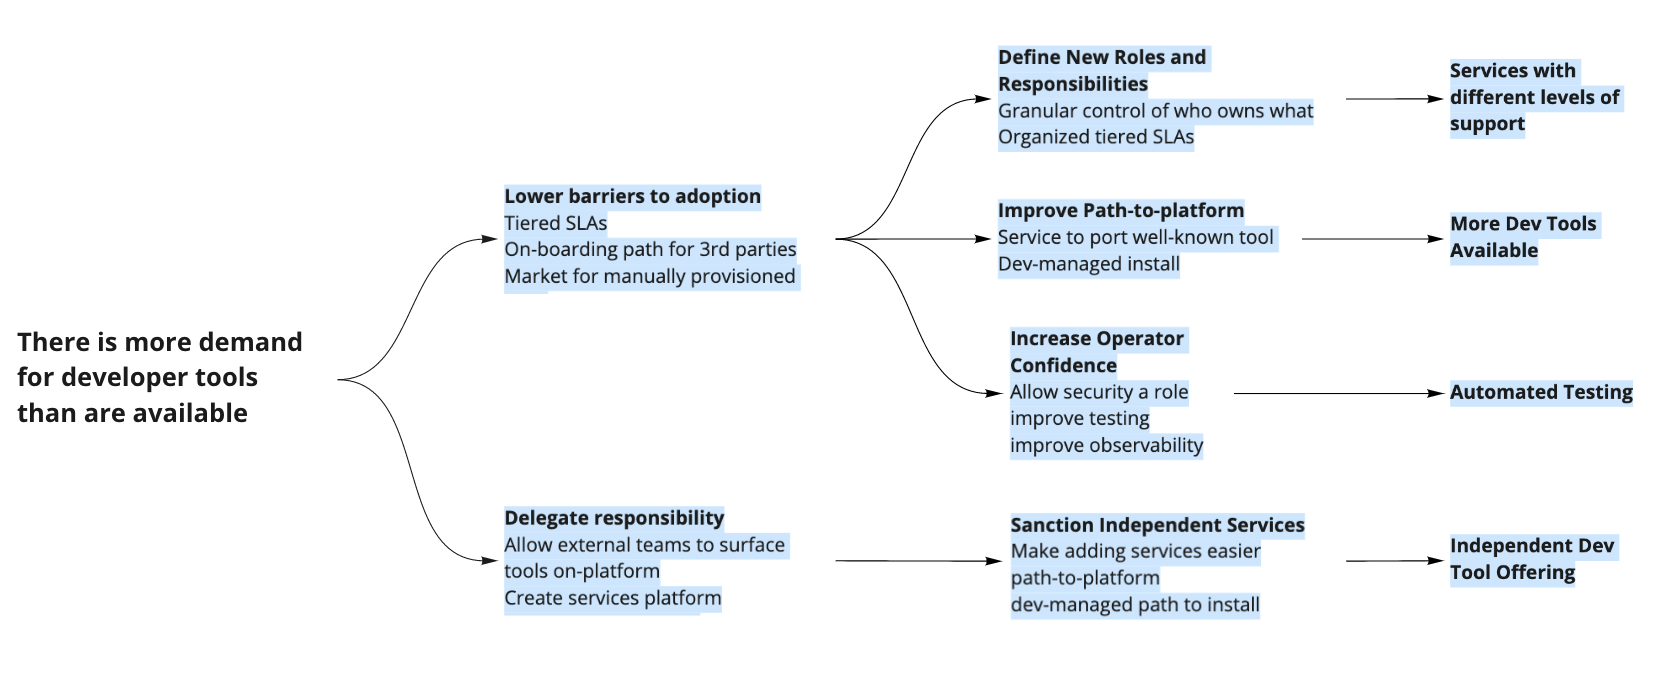 There is more demand
for developer tools
than are available
Lower barriers to adoption
Tiered SLAs
On-boarding path for 3rd parties
Market for manually provisioned
Delegate responsibility
Allow external teams to surface
tools on-platform
Create services platform
Define New Roles and
Responsibilities
Granular control of who owns what
Organized tiered SLAs
Improve Path-to-platform
Service to port well-known tool
Dev-managed install
Increase Operator
Confidence
Allow security a role
improve testing
improve observability
Sanction Independent Services
Make adding services easier
path-to-platform
dev-managed path to install
Services with
different levels of
support
More Dev Tools
Available
Automated Testing
Independent Dev
Tool Offering